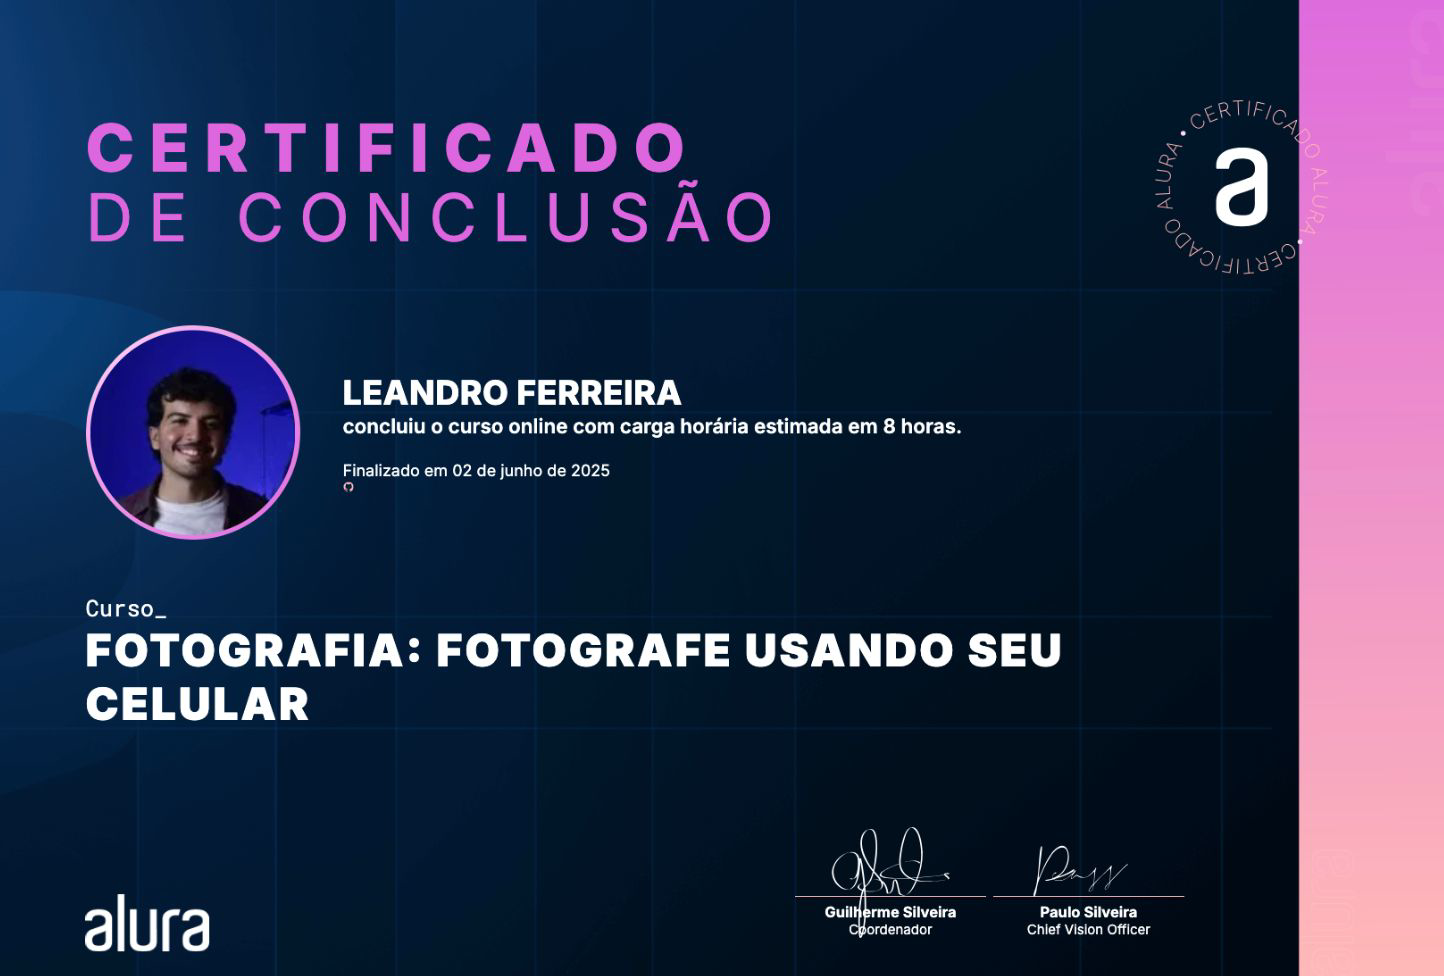 CERTIFICADO
DE CONCLUSÃO
CERTIFICADO ALURA • CERTIFICADO ALURA •
a
LEANDRO FERREIRA
concluiu o curso online com carga horária estimada em 8 horas.
Finalizado em 02 de junho de 2025
Curso_
FOTOGRAFIA: FOTOGRAFE USANDO SEU
CELULAR
Guilherme Silveira
Coordenador
Paulo Silveira
Chief Vision Officer
alura
alura